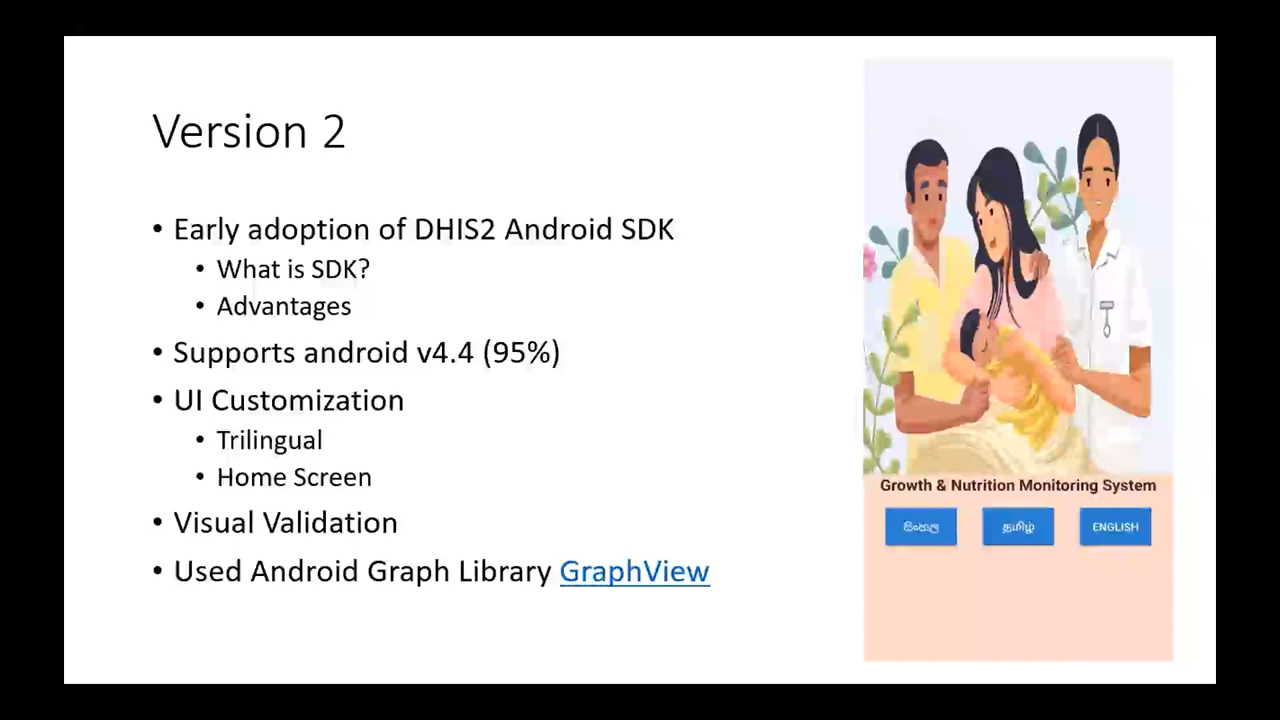 Version 2
• Early adoption of DHIS2 Android SDK
• What is SDK?
• Advantages
• Supports android v4.4 (95%)
• UI Customization
• Trilingual
• Home Screen
• Visual Validation
• Used Android Graph Library GraphView
Growth & Nutrition Monitoring System
සිංහල தமிழ் ENGLISH